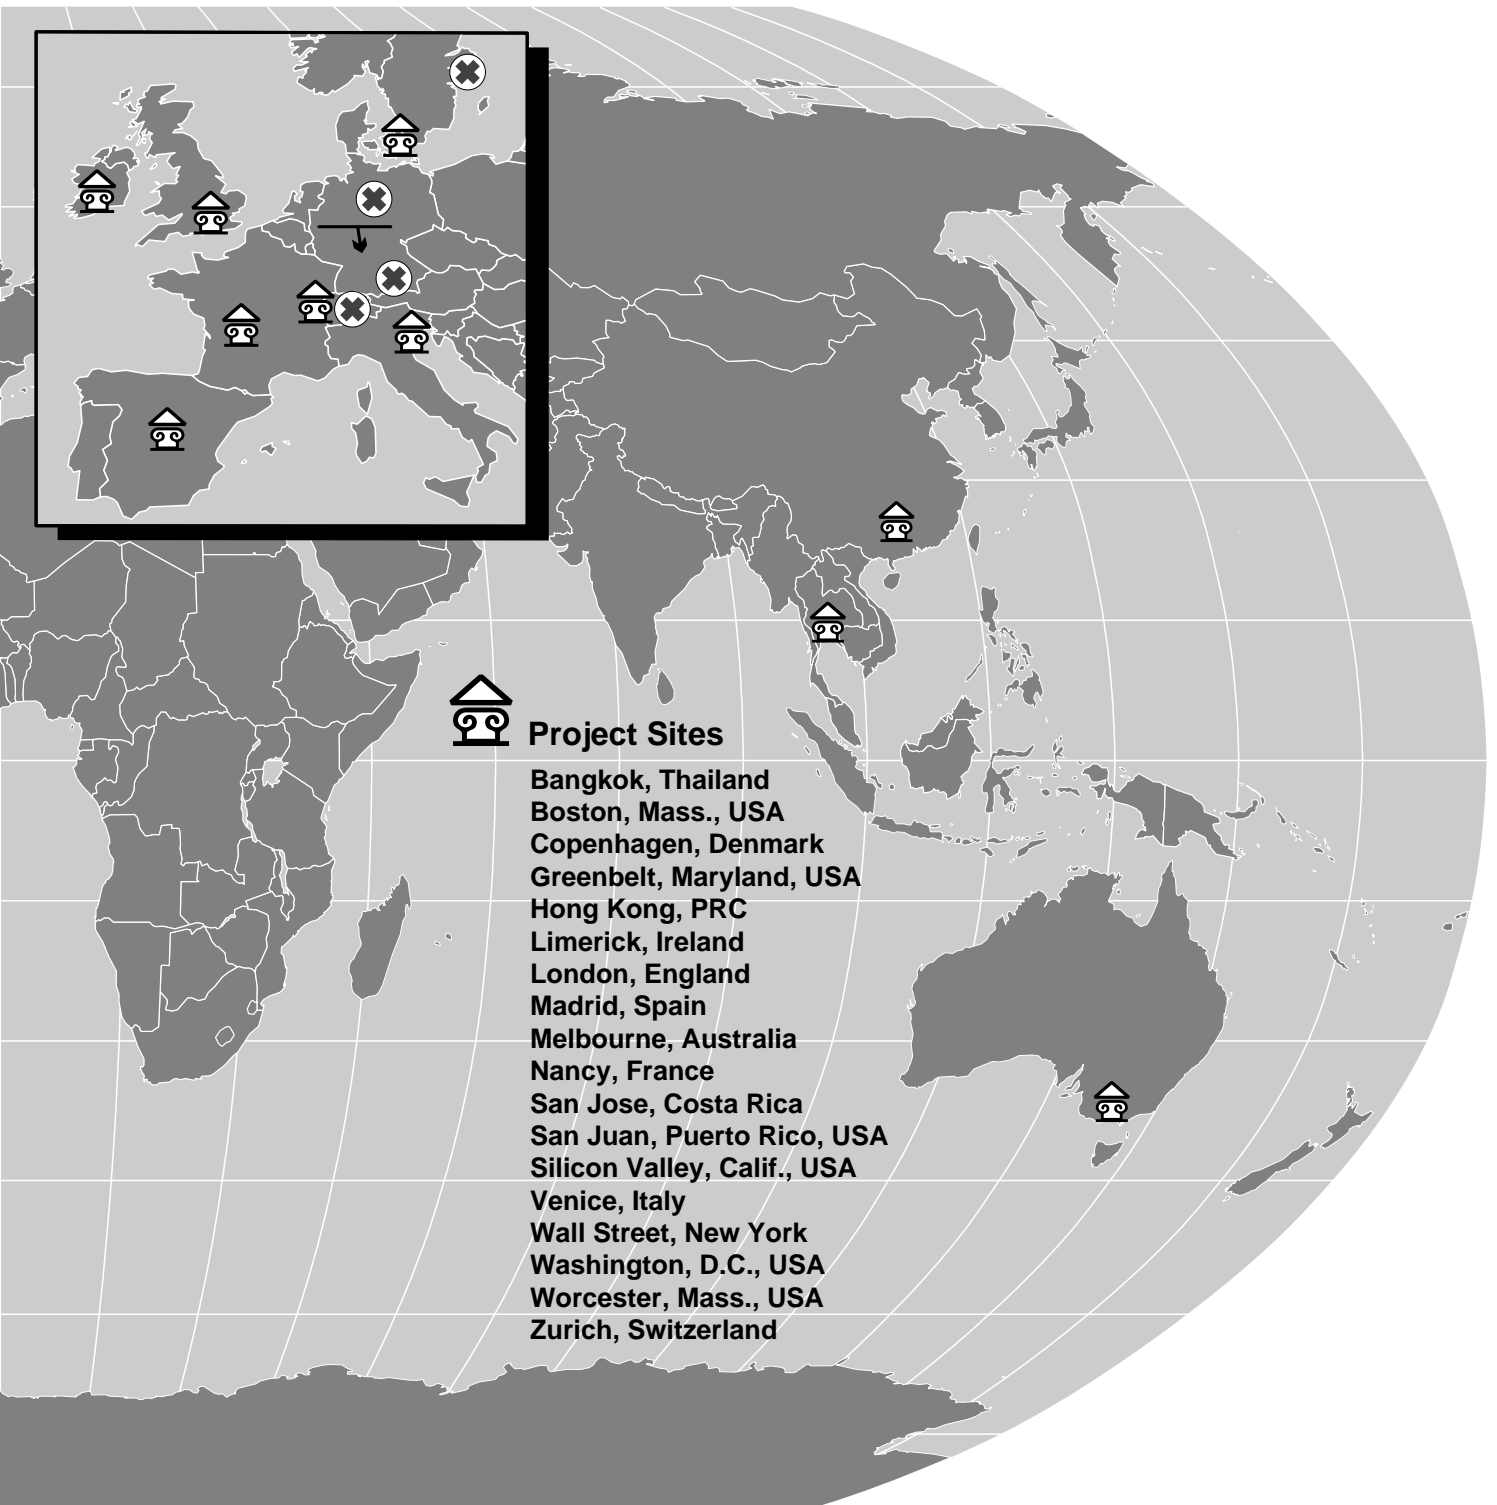 Project Sites
Bangkok, Thailand
Boston, Mass., USA
Copenhagen, Denmark
Greenbelt, Maryland, USA
Hong Kong, PRC
Limerick, Ireland
London, England
Madrid, Spain
Melbourne, Australia
Nancy, France
San Jose, Costa Rica
San Juan, Puerto Rico, USA
Silicon Valley, Calif., USA
Venice, Italy
Wall Street, New York
Washington, D.C., USA
Worcester, Mass., USA
Zurich, Switzerland